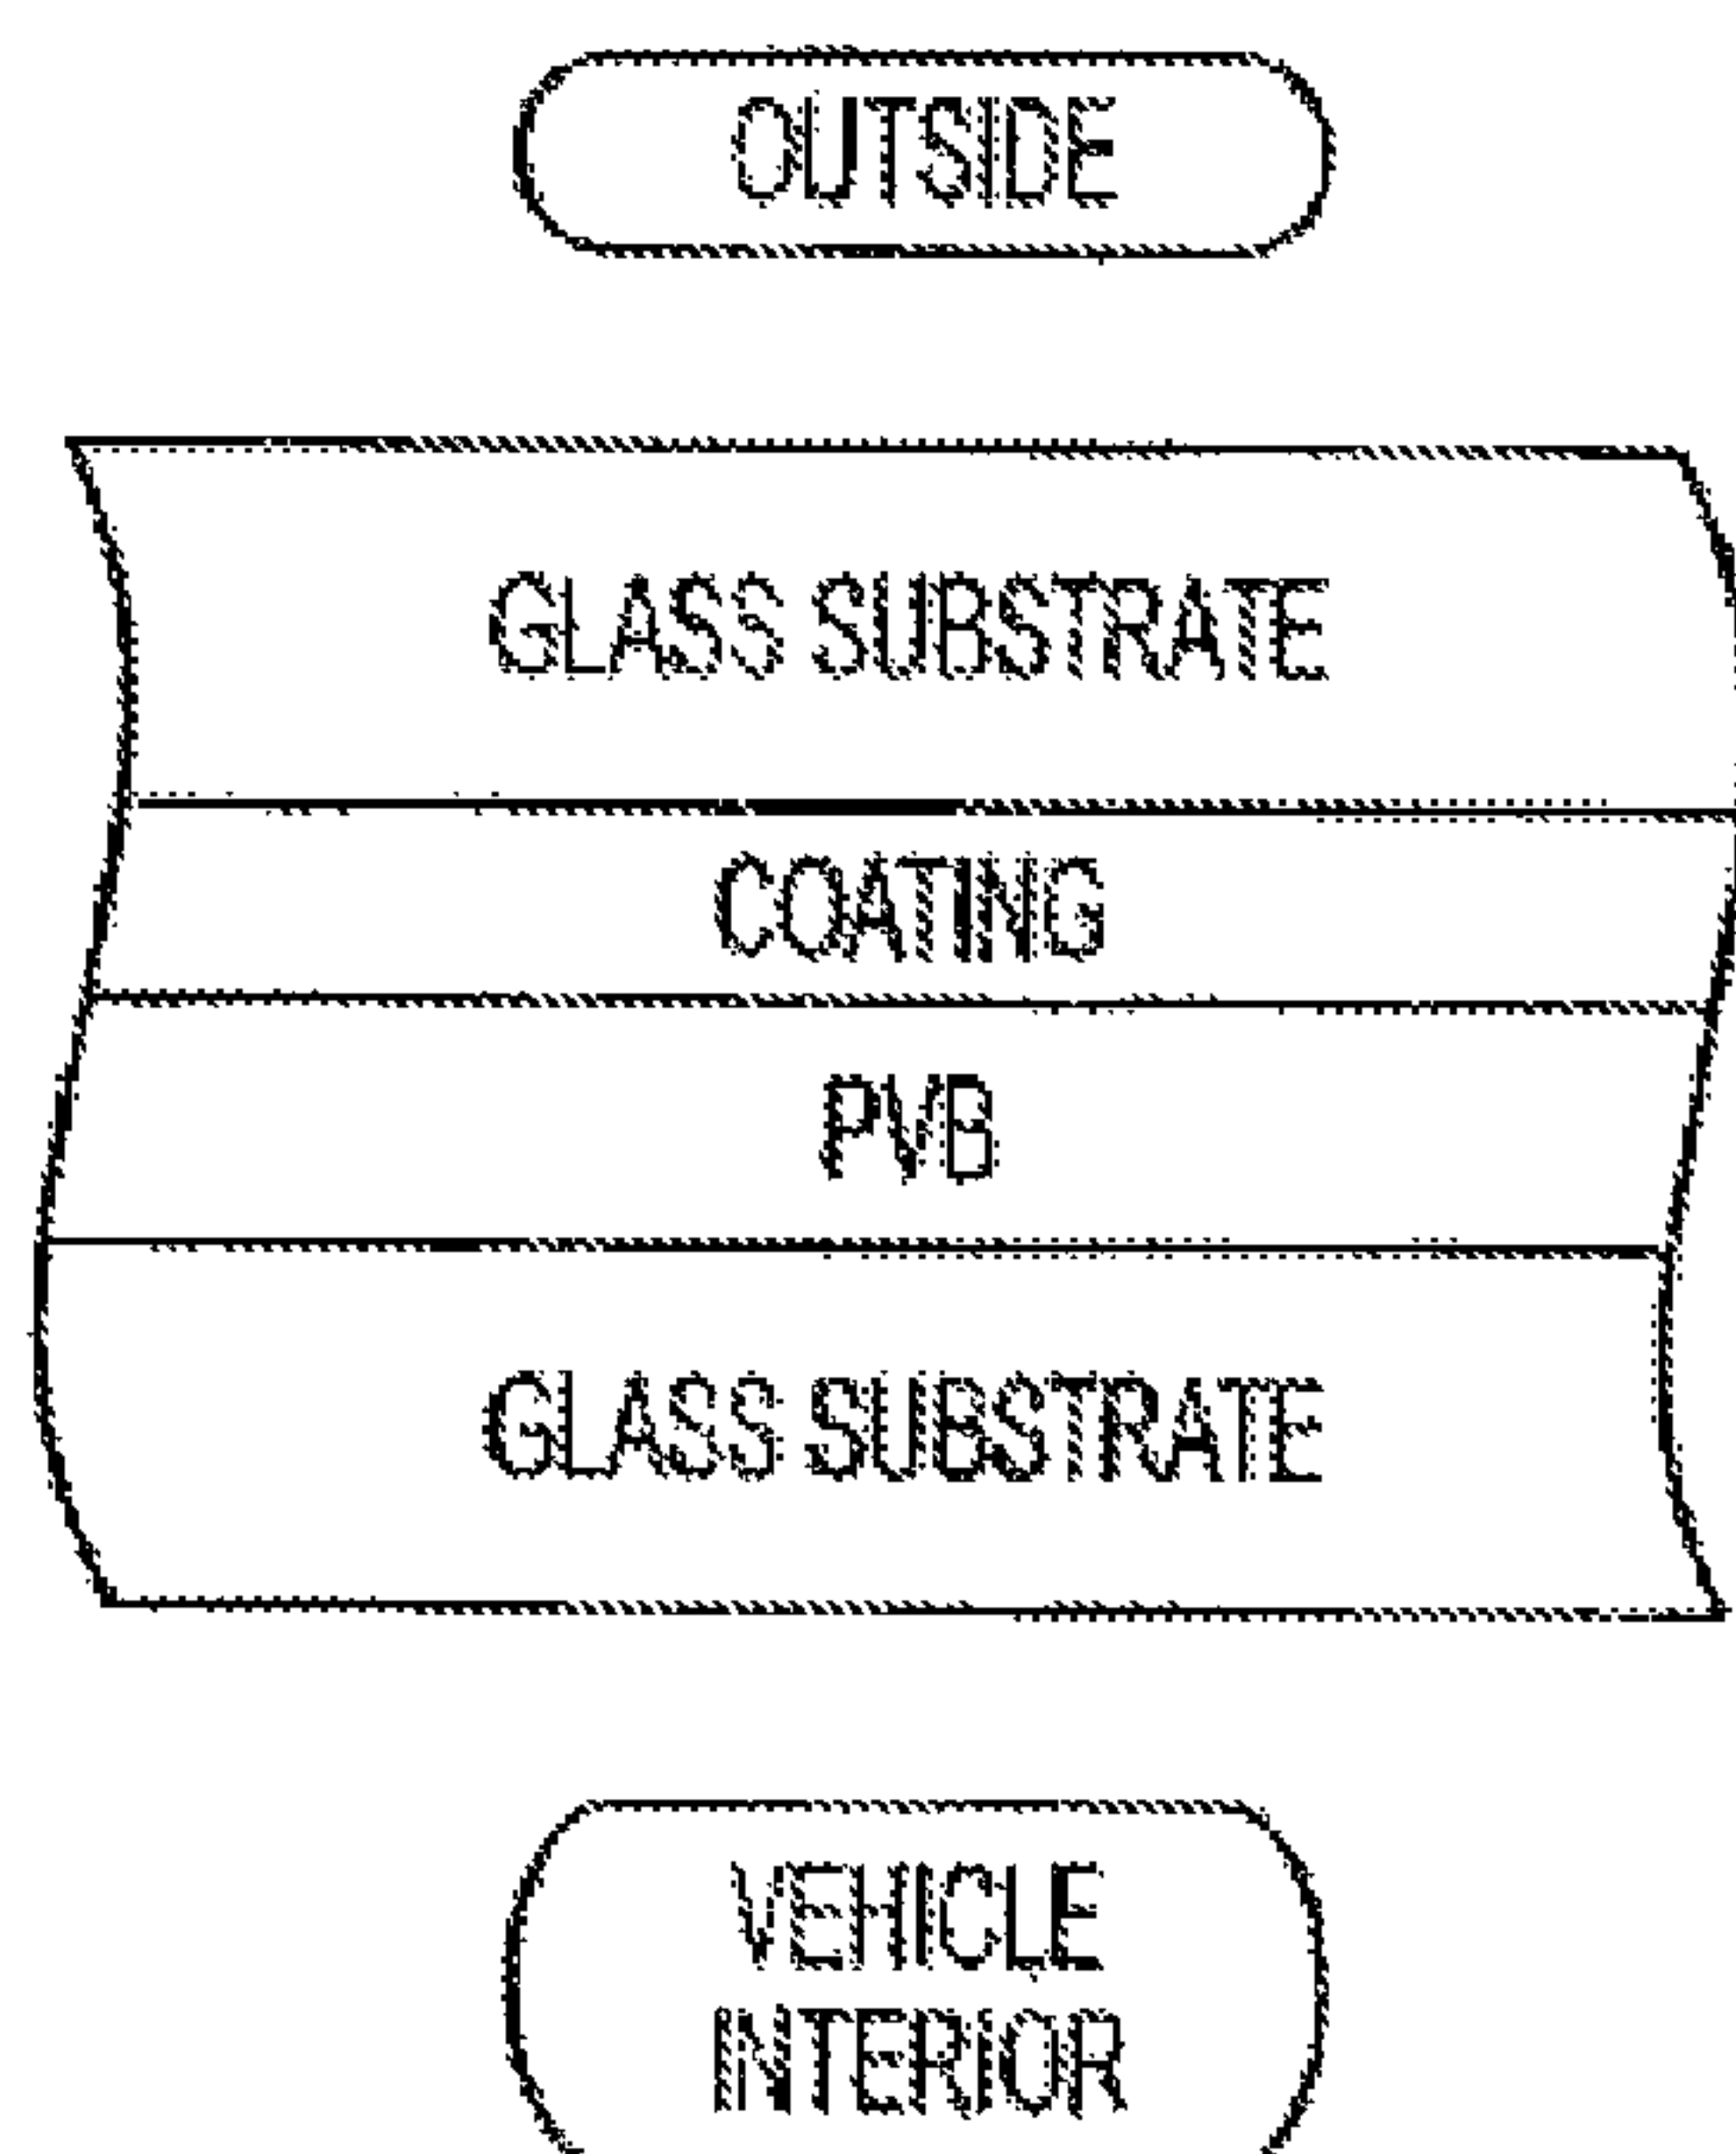 OUTSIDE
GLASS SUBSTRATE
COATING
PVB
GLASS SUBSTRATE
VEHICLE
INTERIOR